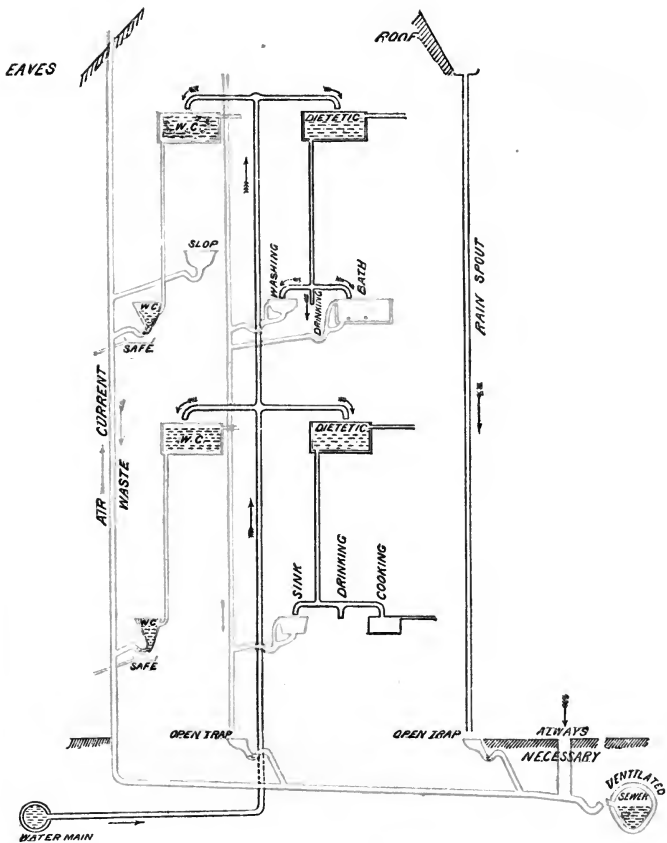 ROOF
EAVES
W.C.
DIETETIC
SLOP
WASHING
DRINKING
BATH
RAIN SPOUT
W.C.
SAFE
AIR CURRENT
WASTE
W.C.
DIETETIC
SINK
DRINKING
COOKING
W.C.
SAFE
OPEN TRAP
OPEN TRAP
ALWAYS
NECESSARY
VENTILATED
SEWER
WATER MAIN